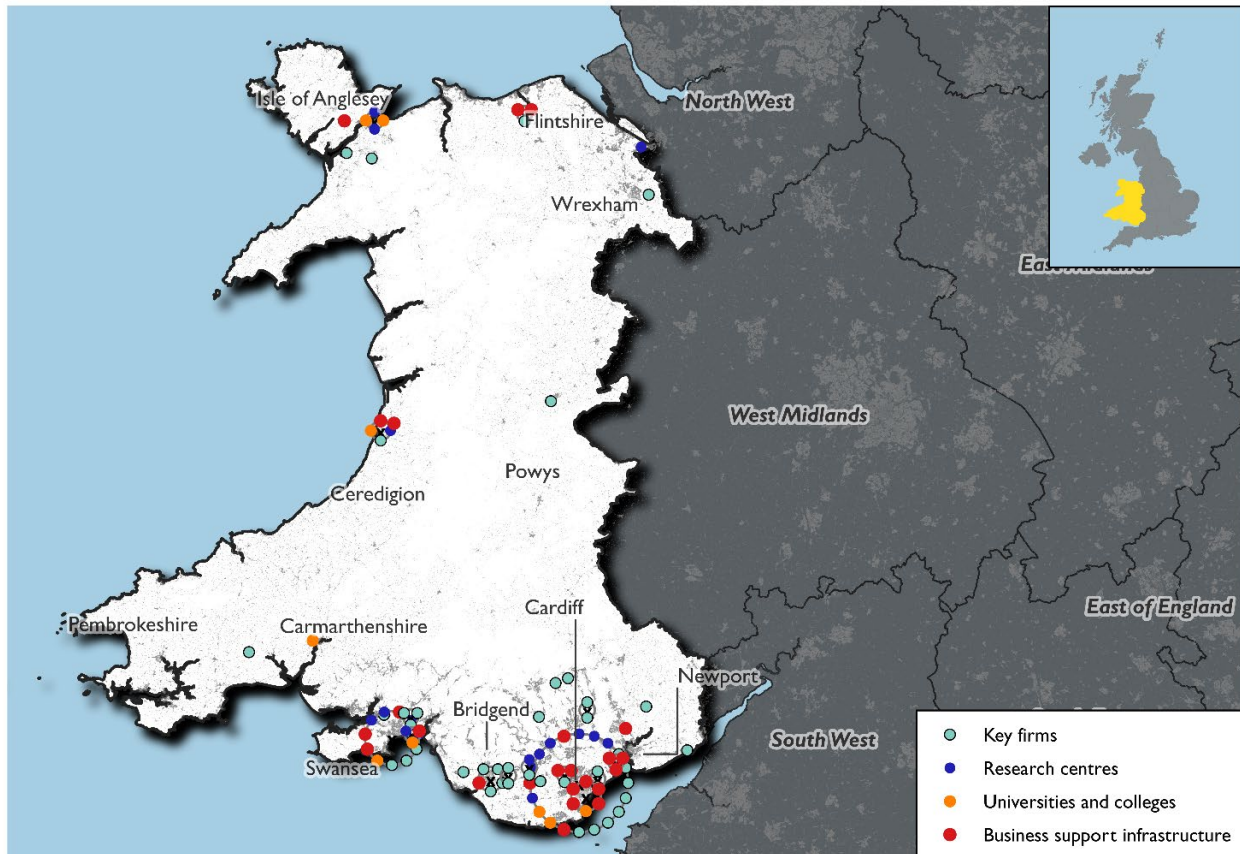 Isle of Anglesey
Flintshire
Wrexham
North West
East Midlands
West Midlands
Powys
Ceredigion
Pembrokeshire
Carmarthenshire
Cardiff
East of England
Newport
Bridgend
Swansea
South West
Key firms
Research centres
Universities and colleges
Business support infrastructure